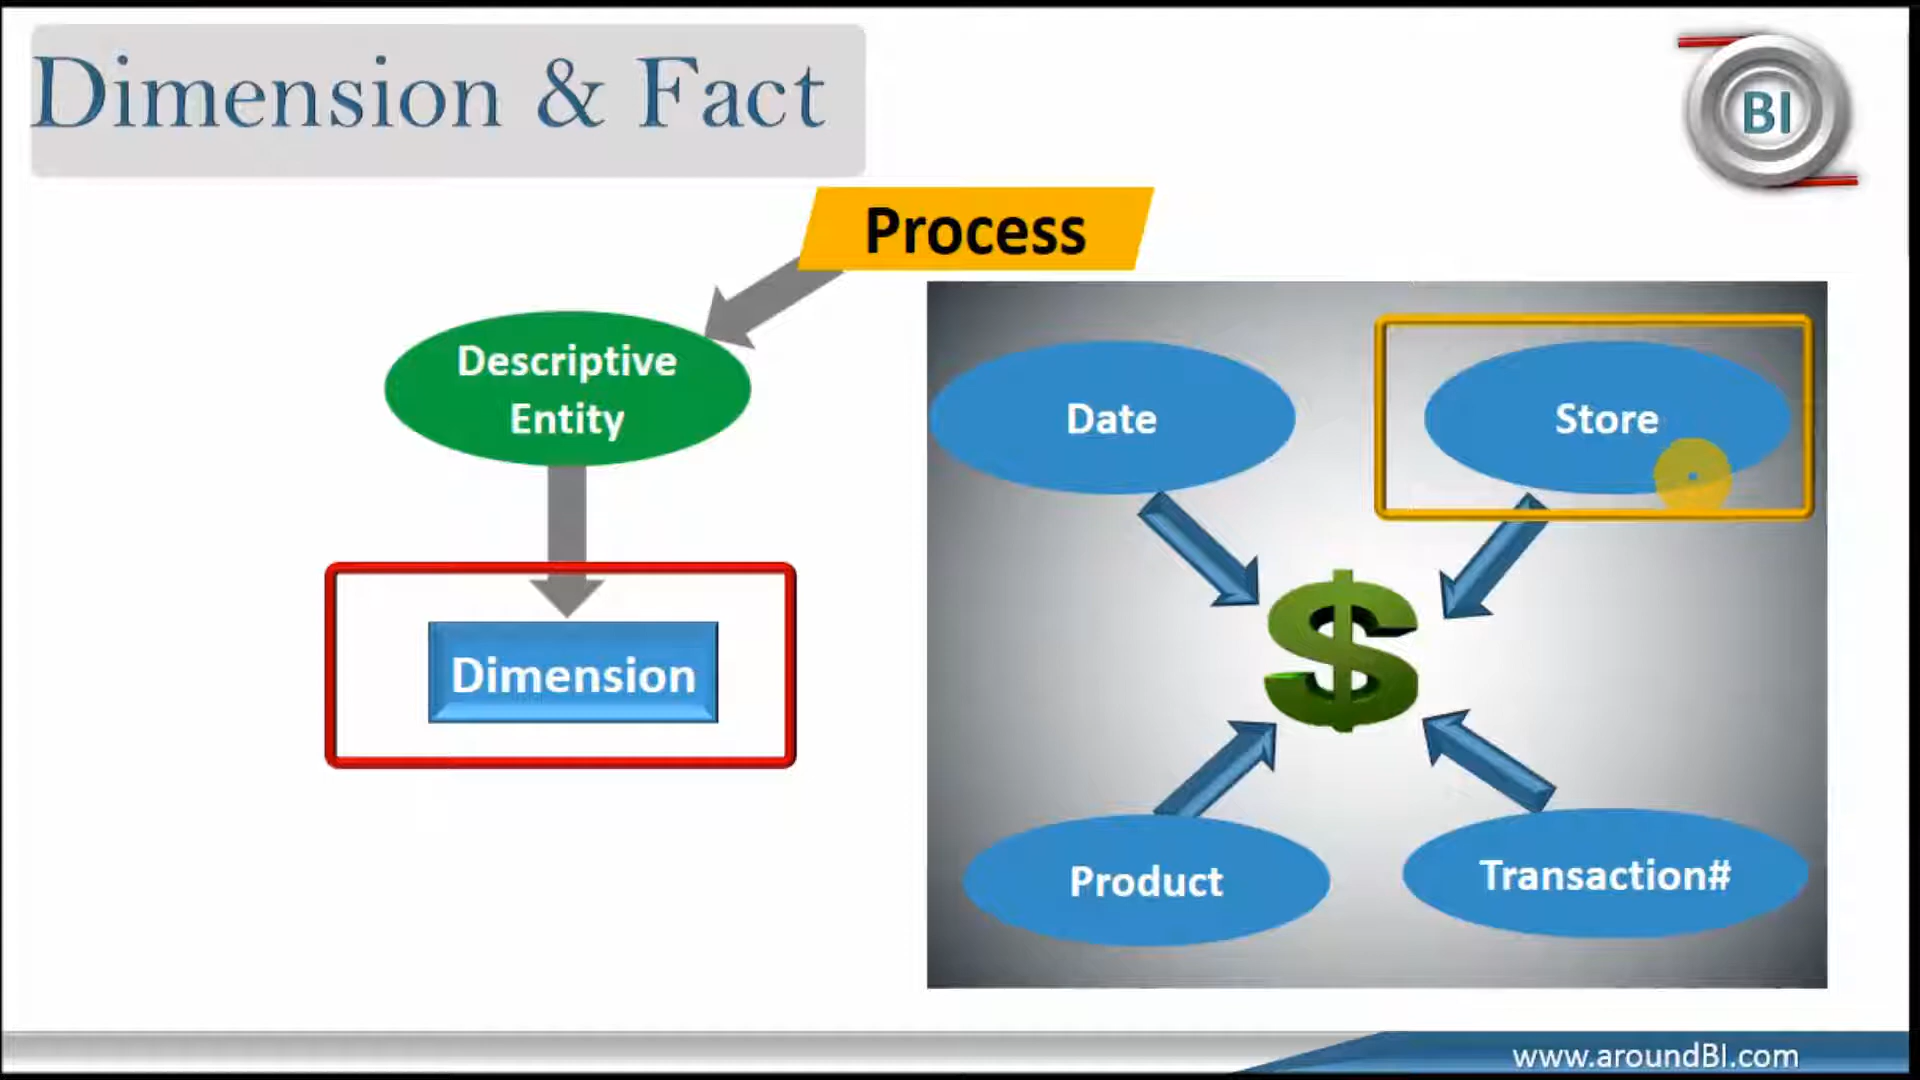 Dimension & Fact
BI
Process
Descriptive
Entity
Dimension
Date
Store
$
Product
Transaction#
www.aroundBI.com